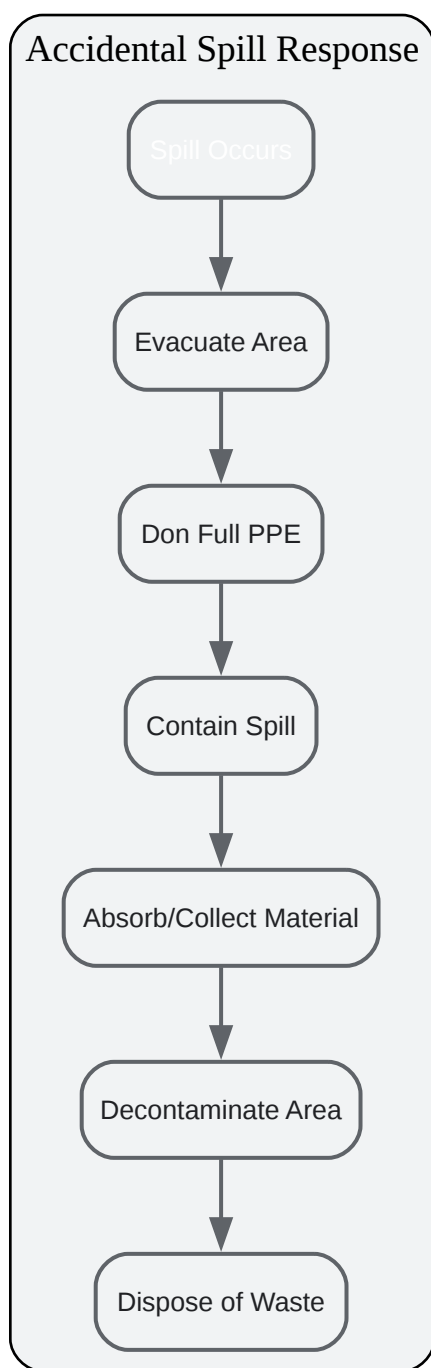 Accidental Spill Response
Spill Occurs
Evacuate Area
Don Full PPE
Contain Spill
Absorb/Collect Material
Decontaminate Area
Dispose of Waste